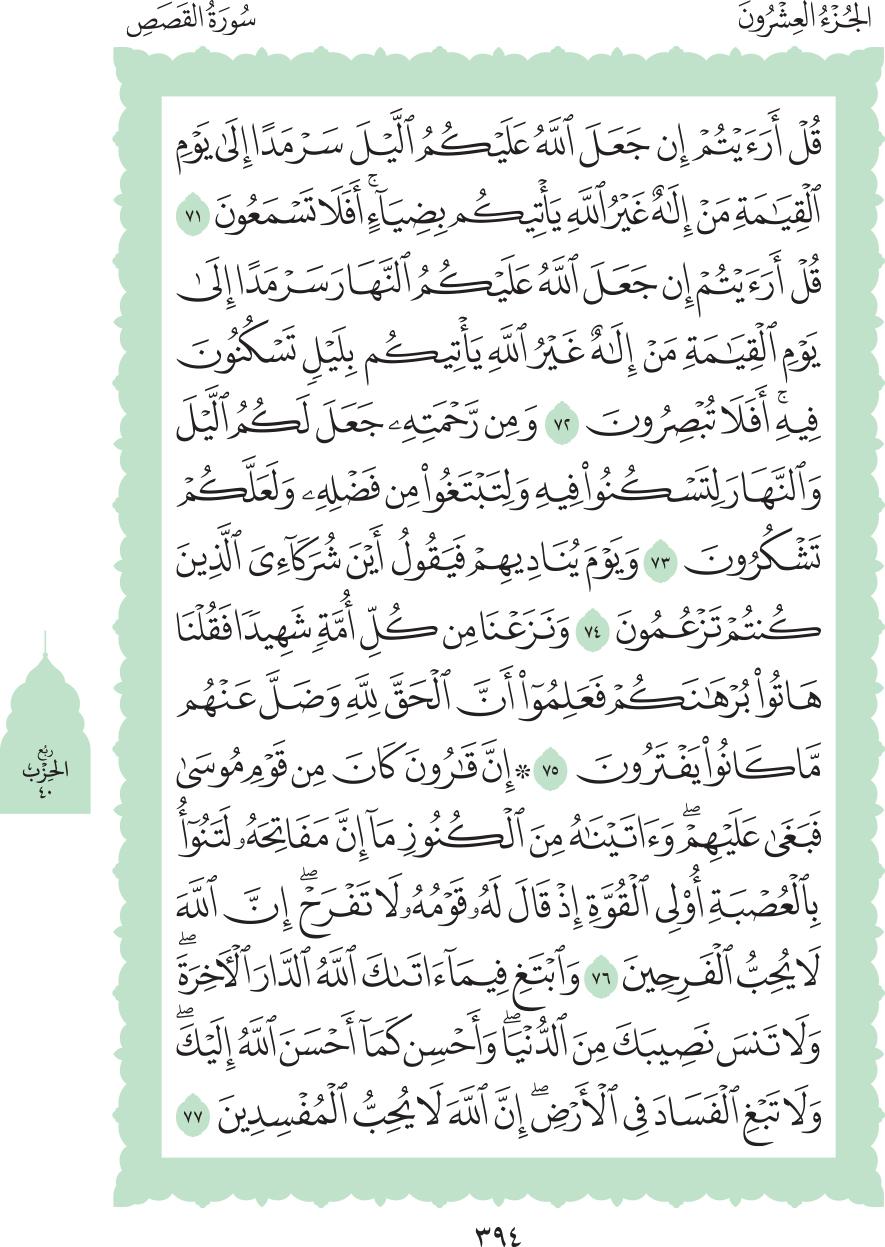 الجُزْءُ العِشْرُونَ
سُورَةُ القَصَصِ
قُلْ أَرَءَيْتُمْ إِن جَعَلَ ٱللَّهُ عَلَيْكُمُ ٱلَّيْلَ سَرْمَدًا إِلَىٰ يَوْمِ
ٱلْقِيَـٰمَةِ مَنْ إِلَـٰهٌ غَيْرُ ٱللَّهِ يَأْتِيكُم بِضِيَآءٍ ۚ أَفَلَا تَسْمَعُونَ ٧١
قُلْ أَرَءَيْتُمْ إِن جَعَلَ ٱللَّهُ عَلَيْكُمُ ٱلنَّهَارَ سَرْمَدًا إِلَىٰ
يَوْمِ ٱلْقِيَـٰمَةِ مَنْ إِلَـٰهٌ غَيْرُ ٱللَّهِ يَأْتِيكُم بِلَيْلٍ تَسْكُنُونَ
فِيهِ ۚ أَفَلَا تُبْصِرُونَ ٧٢ وَمِن رَّحْمَتِهِۦ جَعَلَ لَكُمُ ٱلَّيْلَ
وَٱلنَّهَارَ لِتَسْكُنُوا۟ فِيهِ وَلِتَبْتَغُوا۟ مِن فَضْلِهِۦ وَلَعَلَّكُمْ
تَشْكُرُونَ ٧٣ وَيَوْمَ يُنَادِيهِمْ فَيَقُولُ أَيْنَ شُرَكَآءِىَ ٱلَّذِينَ
كُنتُمْ تَزْعُمُونَ ٧٤ وَنَزَعْنَا مِن كُلِّ أُمَّةٍ شَهِيدًا فَقُلْنَا
هَاتُوا۟ بُرْهَـٰنَكُمْ فَعَلِمُوٓا۟ أَنَّ ٱلْحَقَّ لِلَّهِ وَضَلَّ عَنْهُم
مَّا كَانُوا۟ يَفْتَرُونَ ٧٥ ۞ إِنَّ قَـٰرُونَ كَانَ مِن قَوْمِ مُوسَىٰ
فَبَغَىٰ عَلَيْهِمْ ۖ وَءَاتَيْنَـٰهُ مِنَ ٱلْكُنُوزِ مَآ إِنَّ مَفَاتِحَهُۥ لَتَنُوٓأُ
بِٱلْعُصْبَةِ أُو۟لِى ٱلْقُوَّةِ إِذْ قَالَ لَهُۥ قَوْمُهُۥ لَا تَفْرَحْ ۖ إِنَّ ٱللَّهَ
لَا يُحِبُّ ٱلْفَرِحِينَ ٧٦ وَٱبْتَغِ فِيمَآ ءَاتَىٰكَ ٱللَّهُ ٱلدَّارَ ٱلْـَٔاخِرَةَ ۖ
وَلَا تَنسَ نَصِيبَكَ مِنَ ٱلدُّنْيَا ۖ وَأَحْسِن كَمَآ أَحْسَنَ ٱللَّهُ إِلَيْكَ ۖ
وَلَا تَبْغِ ٱلْفَسَادَ فِى ٱلْأَرْضِ ۖ إِنَّ ٱللَّهَ لَا يُحِبُّ ٱلْمُفْسِدِينَ ٧٧
رُبْعُ
الحِزْبِ
٤٠
٣٩٤